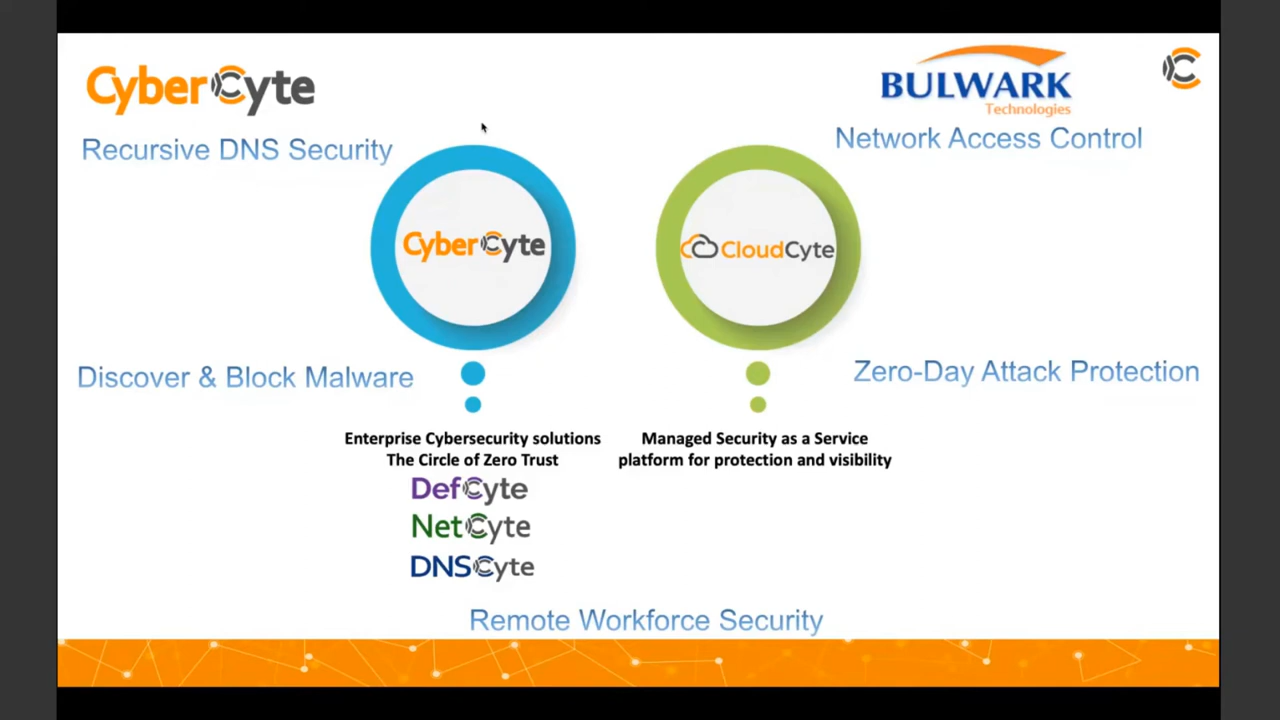 CyberCyte
BULWARK
Technologies
Recursive DNS Security
Network Access Control
CyberCyte
CloudCyte
Discover & Block Malware
Zero-Day Attack Protection
Enterprise Cybersecurity solutions
The Circle of Zero Trust
Managed Security as a Service
platform for protection and visibility
DefCyte
NetCyte
DNSCyte
Remote Workforce Security